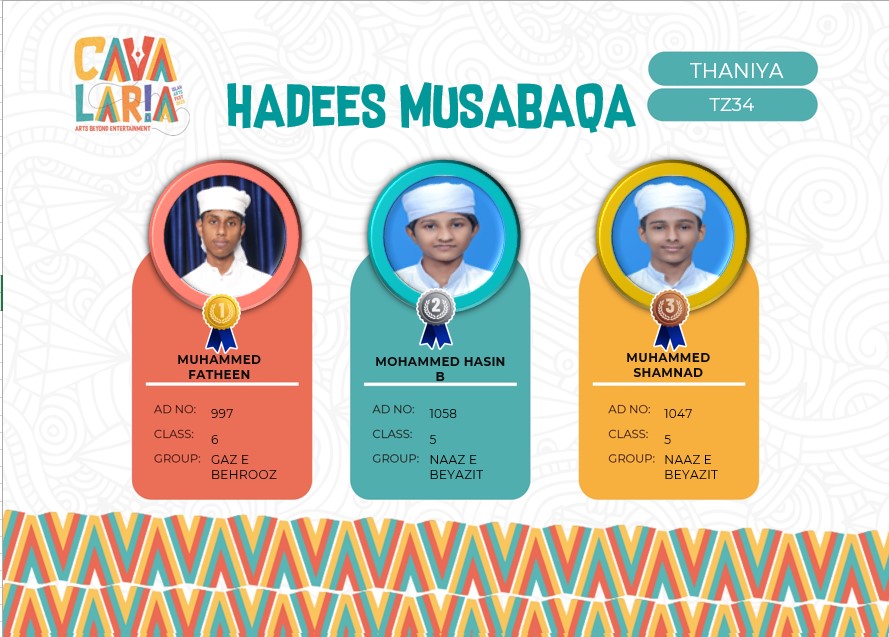 CAVA
LARIA
ARTS BEYOND ENTERTAINMENT
HADEES MUSABAQA
THANIYA
TZ34
1
MUHAMMED
FATHEEN
AD NO: 997
CLASS: 6
GROUP: GAZ E
BEHROOZ
2
MOHAMMED HASIN
B
AD NO: 1058
CLASS: 5
GROUP: NAAZ E
BEYAZIT
3
MUHAMMED
SHAMNAD
AD NO: 1047
CLASS: 5
GROUP: NAAZ E
BEYAZIT